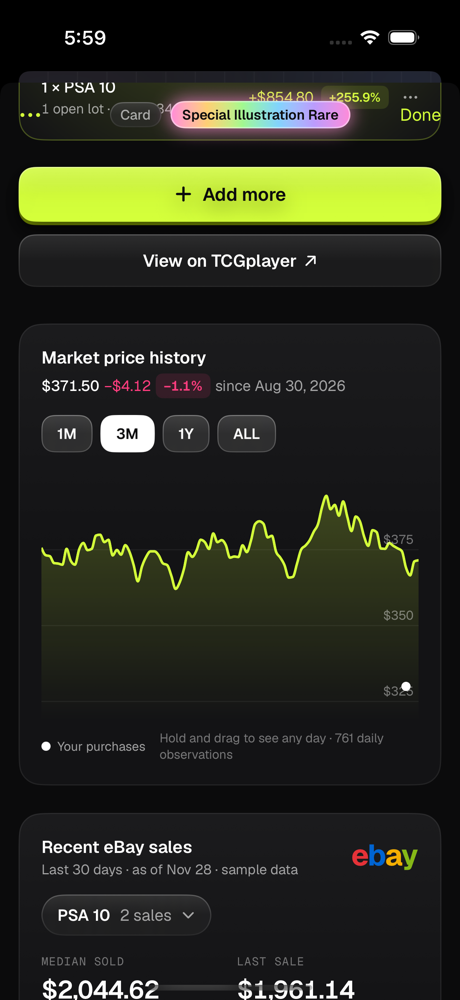 5:59
1 × PSA 10
+$854.80
+255.9%
1 open lot ·
Card
Special Illustration Rare
Done
+ Add more
View on TCGplayer ↗
Market price history
$371.50 −$4.12 −1.1% since Aug 30, 2026
1M
3M
1Y
ALL
$375
$350
$325
Your purchases
Hold and drag to see any day · 761 daily
observations
Recent eBay sales
ebay
Last 30 days · as of Nov 28 · sample data
PSA 10 2 sales
MEDIAN SOLD
LAST SALE
$2,044.62
$1,961.14